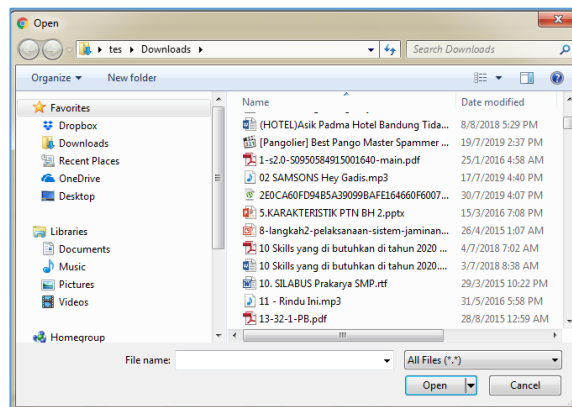 Open
tes Downloads Search Downloads
Organize New folder
Favorites
Dropbox
Downloads
Recent Places
OneDrive
Desktop
Libraries
Documents
Music
Pictures
Videos
Homegroup
Name Date modified
(HOTEL)Asik Padma Hotel Bandung Tida... 8/8/2018 5:29 PM
[Pangolier] Best Pango Master Spammer ... 19/7/2019 2:37 PM
1-s2.0-S0950584915001640-main.pdf 25/1/2016 4:58 AM
02 SAMSONS Hey Gadis.mp3 17/7/2019 4:40 PM
2E0CA60FD94B5A39099BAFE164660F6007... 30/7/2019 4:07 PM
5.KARAKTERISTIK PTN BH 2.pptx 15/3/2016 7:08 PM
8-langkah2-pelaksanaan-sistem-jaminan... 26/4/2015 1:07 AM
10 Skills yang di butuhkan di tahun 2020 ... 4/7/2018 7:02 AM
10 Skills yang di butuhkan di tahun 2020.... 3/7/2018 8:38 AM
10. SILABUS Prakarya SMP.rtf 29/3/2015 10:22 PM
11 - Rindu Ini.mp3 31/5/2016 5:58 PM
13-32-1-PB.pdf 28/8/2015 12:59 AM
File name: All Files (*.*)
Open Cancel